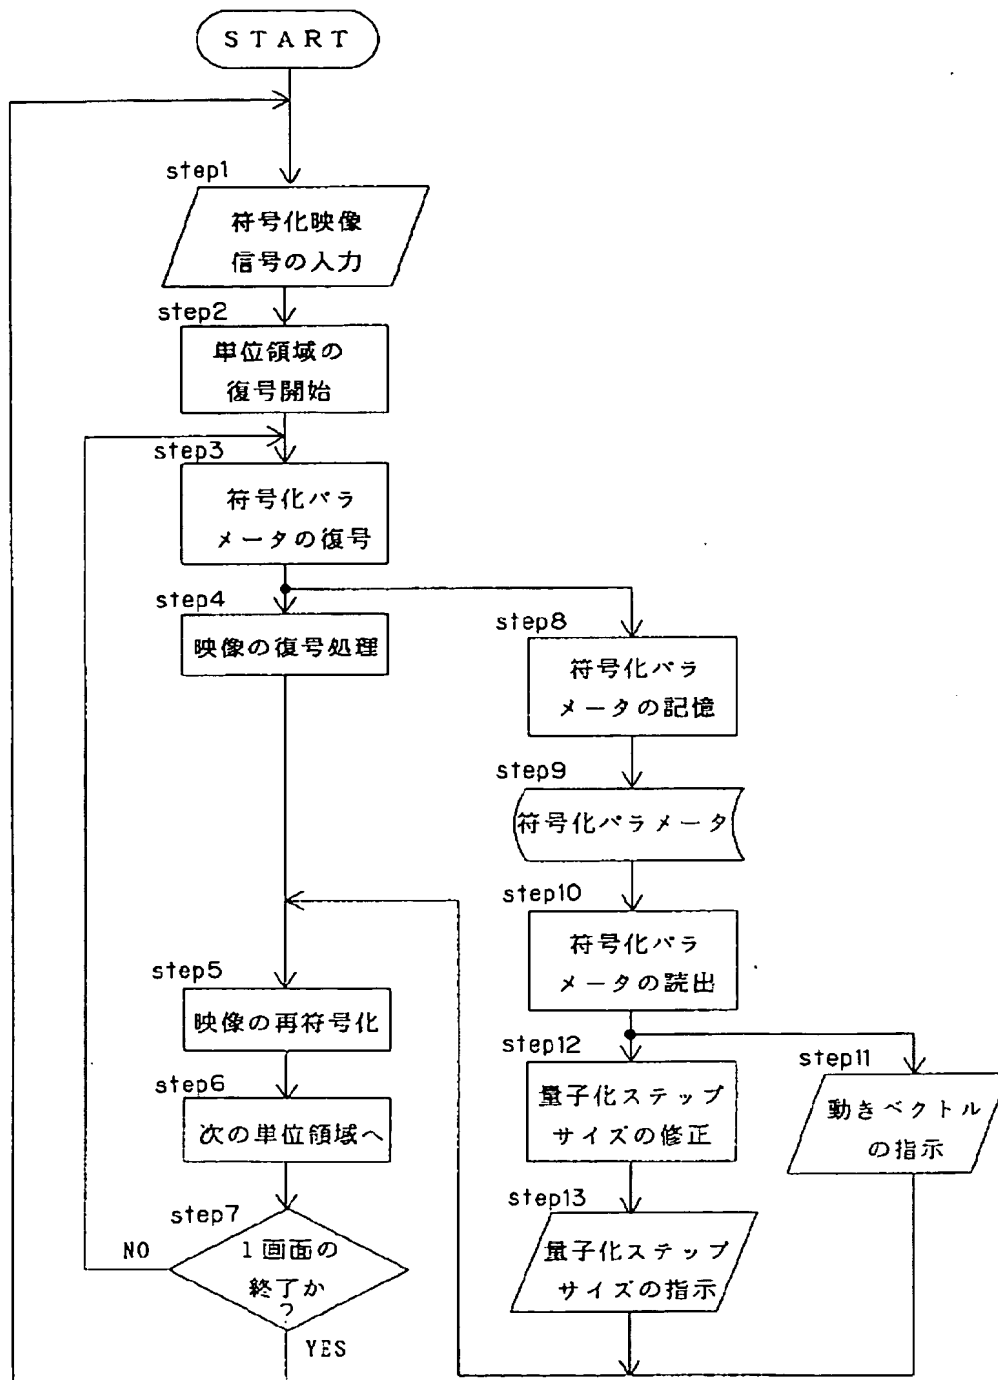 START
step1
符号化映像
信号の入力
step2
単位領域の
復号開始
step3
符号化パラ
メータの復号
step4
映像の復号処理
step8
符号化パラ
メータの記憶
step9
符号化パラメータ
step10
符号化パラ
メータの読出
step5
映像の再符号化
step12
量子化ステップ
サイズの修正
step11
動きベクトル
の指示
step6
次の単位領域へ
step13
量子化ステップ
サイズの指示
step7
1画面の
終了か
?
NO
YES